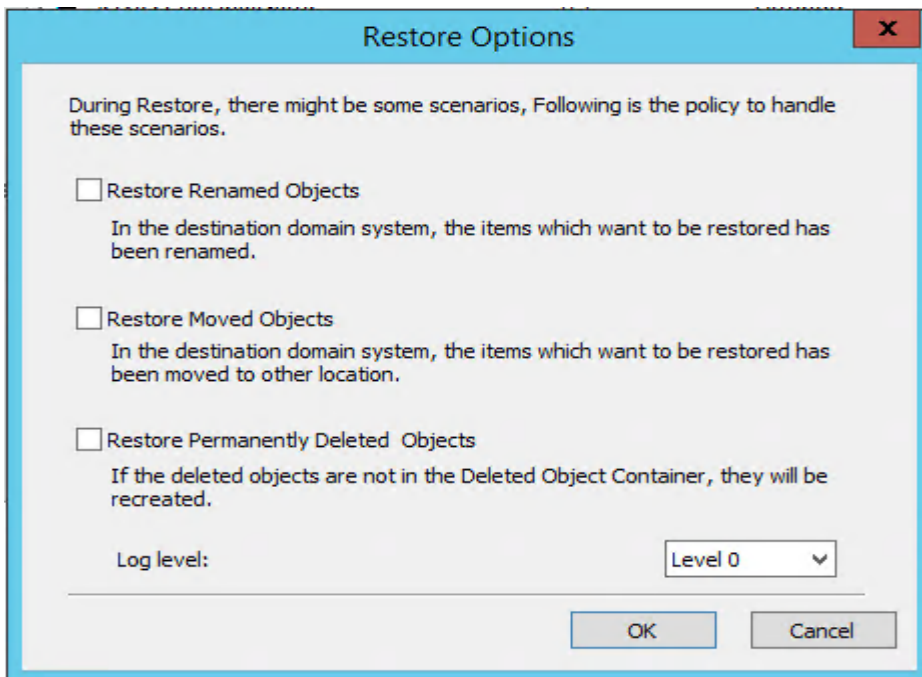 Restore Options
x
During Restore, there might be some scenarios, Following is the policy to handle
these scenarios.
Restore Renamed Objects
In the destination domain system, the items which want to be restored has
been renamed.
Restore Moved Objects
In the destination domain system, the items which want to be restored has
been moved to other location.
Restore Permanently Deleted  Objects
If the deleted objects are not in the Deleted Object Container, they will be
recreated.
Log level:
Level 0
OK
Cancel